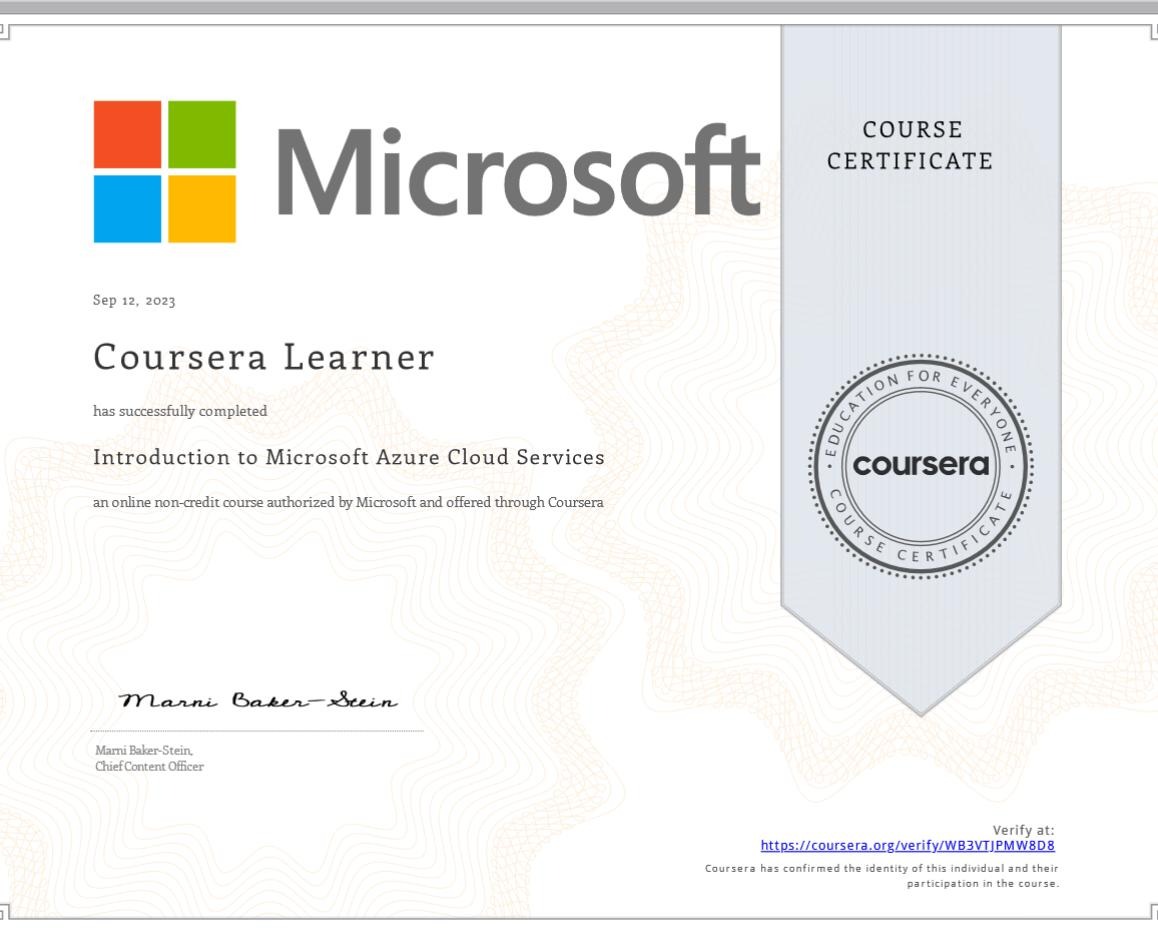 Microsoft
COURSE
CERTIFICATE
Sep 12, 2023
Coursera Learner
has successfully completed
Introduction to Microsoft Azure Cloud Services
an online non-credit course authorized by Microsoft and offered through Coursera
EDUCATION FOR EVERYONE
coursera
COURSE CERTIFICATE
Marni Baker-Stein
Marni Baker-Stein,
Chief Content Officer
Verify at:
https://coursera.org/verify/WB3VTJPMW8D8
Coursera has confirmed the identity of this individual and their
participation in the course.